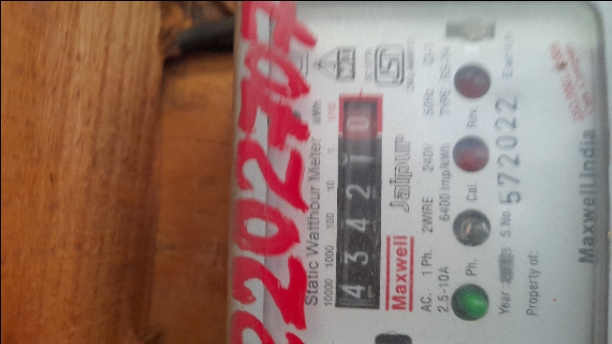 2202707
Static Watthour Meter kWh
10000 1000 100 10 1 1/10
4 3 4 2 1 0
Maxwell Jaipur
AC. 1 Ph. 2WIRE 240V 50Hz
2.5-10A 6400 Imp/kWh TYPE
Ph. Cal. Rev.
Year : S No 572022
Property of:
Maxwell India